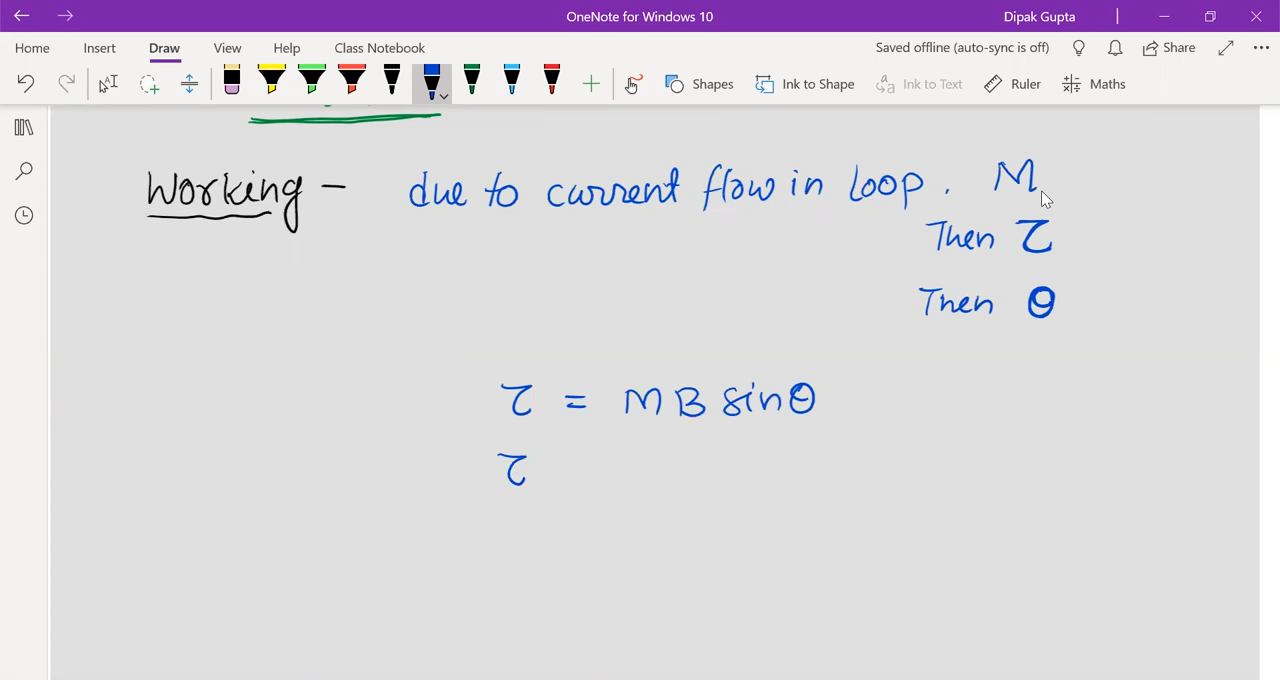 OneNote for Windows 10
Dipak Gupta
Home Insert Draw View Help Class Notebook
Saved offline (auto-sync is off) Share
Shapes Ink to Shape Ink to Text Ruler Maths
Working - due to current flow in loop. M
Then τ
Then θ
τ = MB sinθ
τ